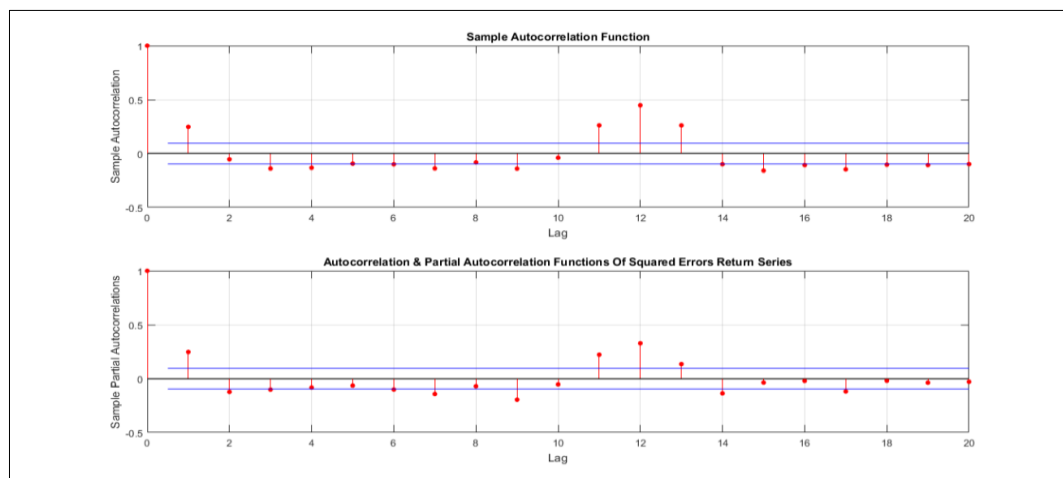 Sample Autocorrelation Function
Sample Autocorrelation
1
0.5
0
-0.5
0 2 4 6 8 10 12 14 16 18 20
Lag
Autocorrelation & Partial Autocorrelation Functions Of Squared Errors Return Series
Sample Partial Autocorrelations
1
0.5
0
-0.5
0 2 4 6 8 10 12 14 16 18 20
Lag